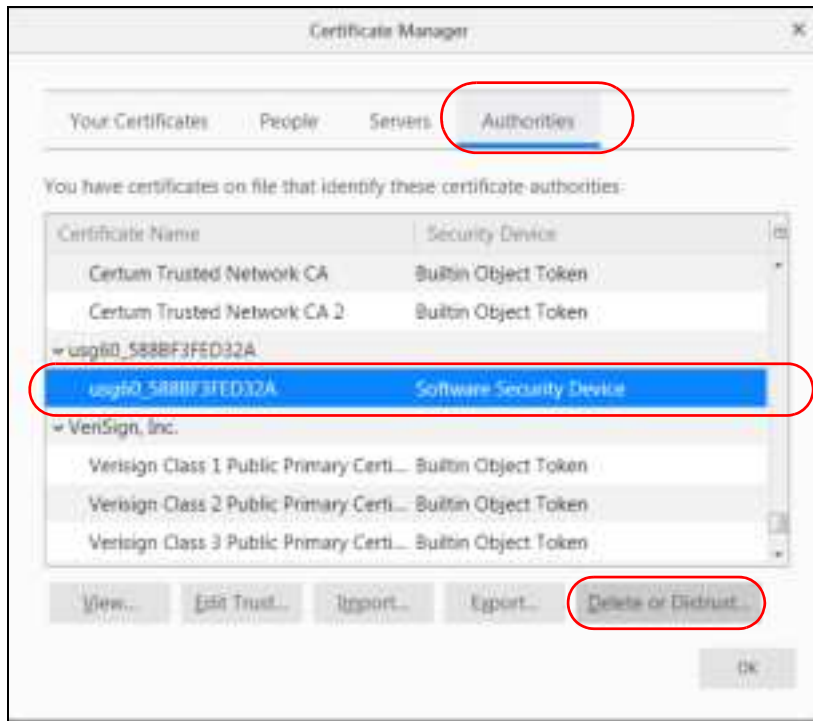 Certificate Manager
Your Certificates People Servers Authorities
You have certificates on file that identify these certificate authorities
Certificate Name Security Device
Certum Trusted Network CA Builtin Object Token
Certum Trusted Network CA 2 Builtin Object Token
usg60_588BF3FED32A
usg60_588BF3FED32A Software Security Device
VeriSign, Inc.
Verisign Class 1 Public Primary Certi... Builtin Object Token
Verisign Class 2 Public Primary Certi... Builtin Object Token
Verisign Class 3 Public Primary Certi... Builtin Object Token
View... Edit Trust... Import... Export... Delete or Distrust...
OK